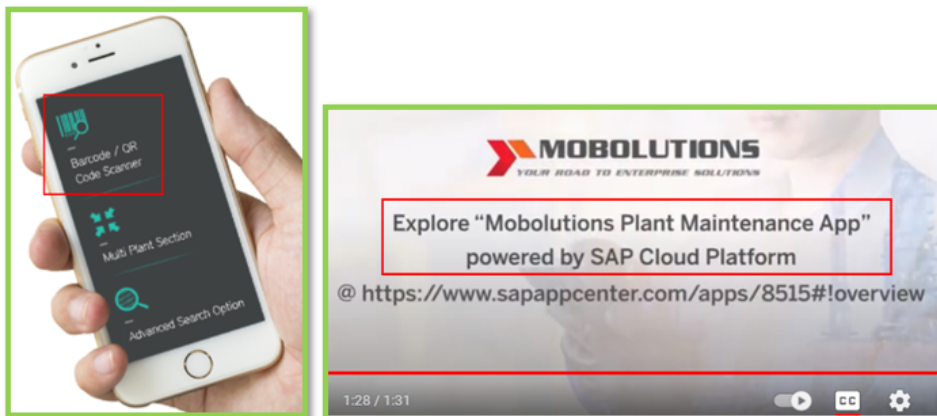 Barcode / QR
Code Scanner
Multi Plant Section
Advanced Search Option
MOBOLUTIONS
YOUR ROAD TO ENTERPRISE SOLUTIONS
Explore “Mobolutions Plant Maintenance App”
powered by SAP Cloud Platform
@ https://www.sapappcenter.com/apps/8515#!overview
1:28 / 1:31
CC